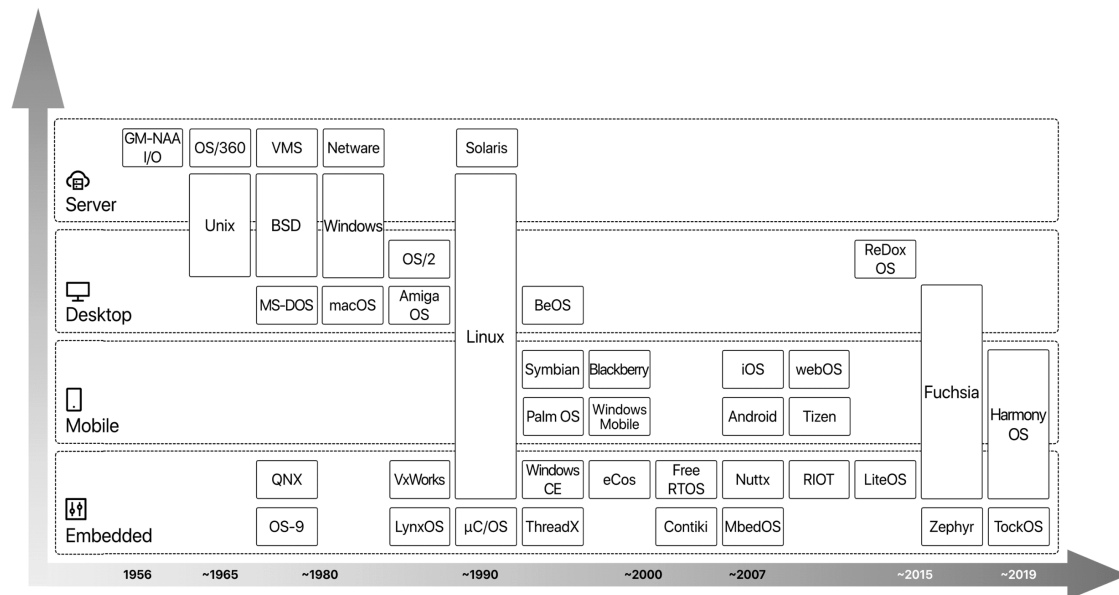 GM-NAA
I/O
OS/360
VMS
Netware
Solaris
Server
Unix
BSD
Windows
OS/2
ReDox
OS
Desktop
MS-DOS
macOS
Amiga
OS
BeOS
Linux
Symbian
Blackberry
iOS
webOS
Fuchsia
Mobile
Palm OS
Windows
Mobile
Android
Tizen
Harmony
OS
QNX
VxWorks
Windows
CE
eCos
Free
RTOS
Nuttx
RIOT
LiteOS
Embedded
OS-9
LynxOS
µC/OS
ThreadX
Contiki
MbedOS
Zephyr
TockOS
1956
~1965
~1980
~1990
~2000
~2007
~2015
~2019